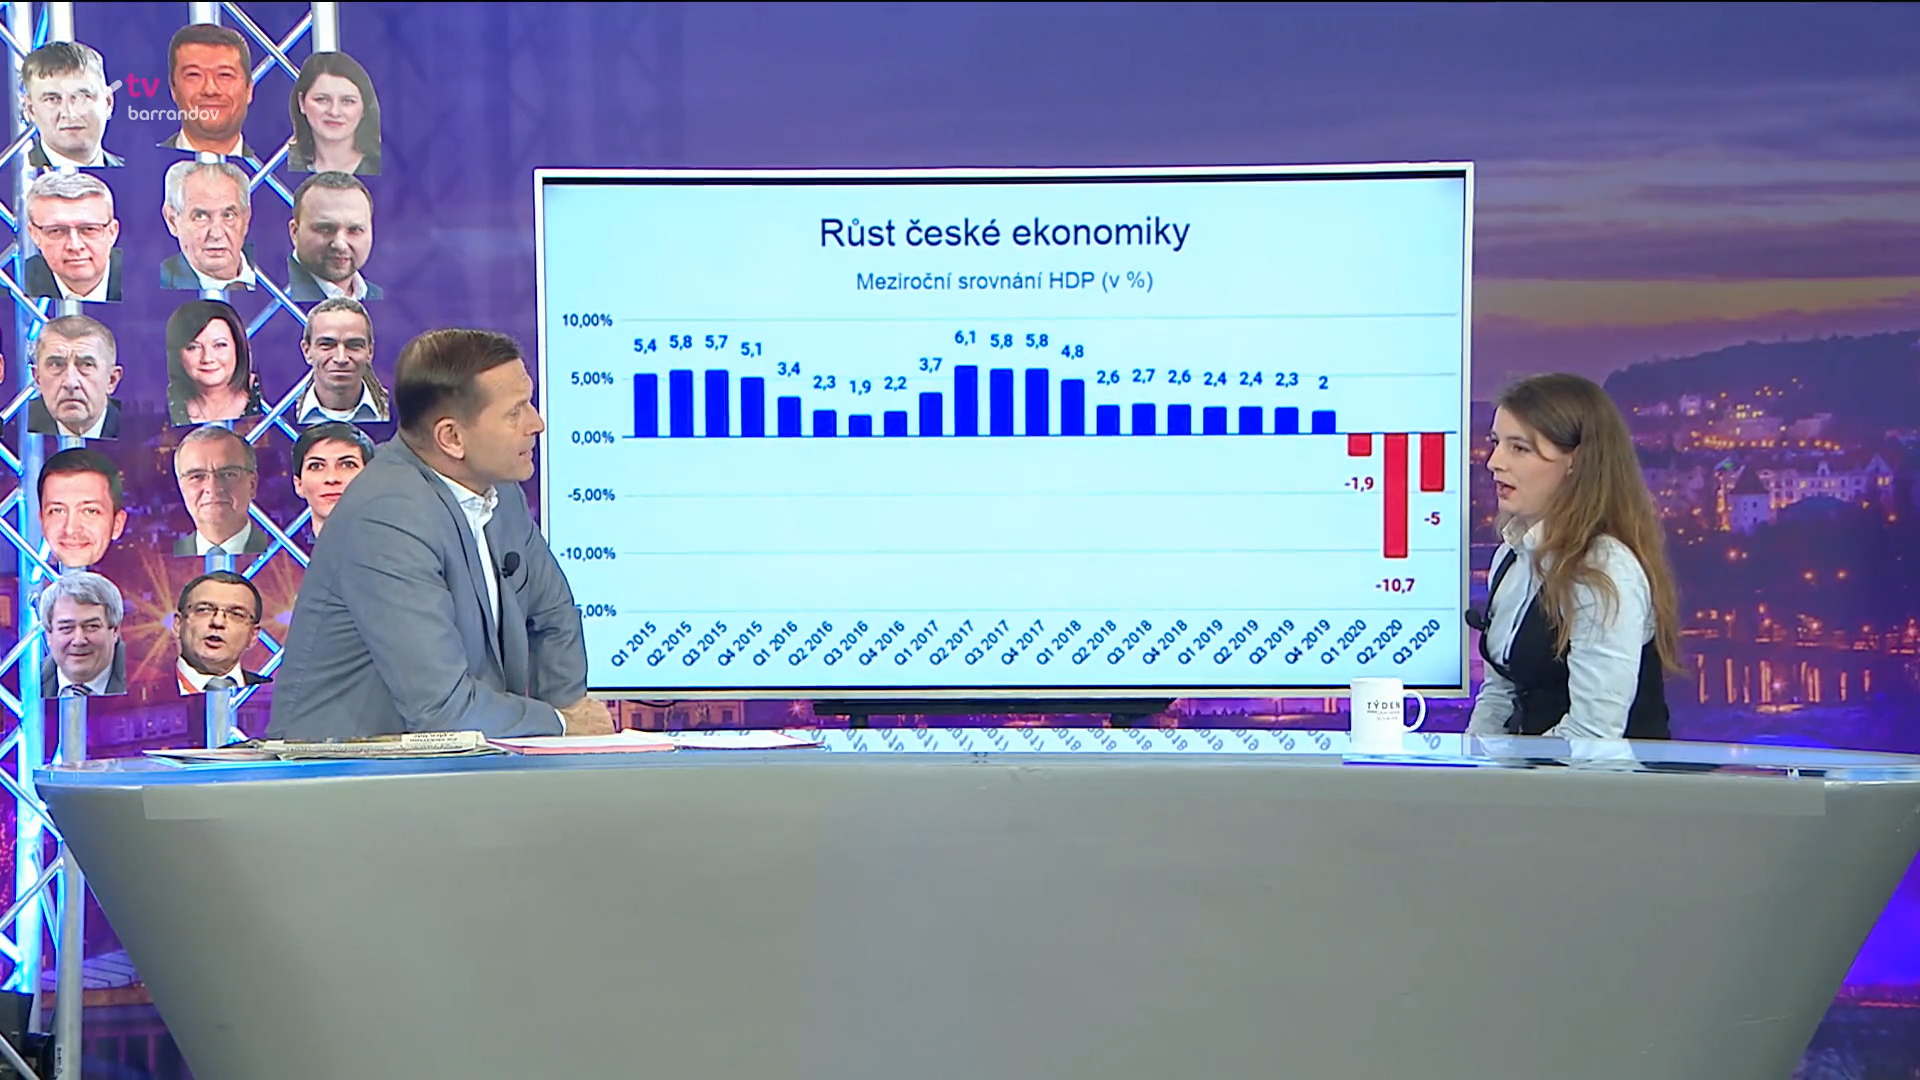 tv
barrandov
Růst české ekonomiky
Meziroční srovnání HDP (v %)
10,00%
5,00%
0,00%
-5,00%
-10,00%
5,00%
5,4 5,8 5,7 5,1 3,4 2,3 1,9 2,2 3,7 6,1 5,8 5,8 4,8 2,6 2,7 2,6 2,4 2,4 2,3 2 -1,9 -10,7 -5
Q1 2015 Q2 2015 Q3 2015 Q4 2015 Q1 2016 Q2 2016 Q3 2016 Q4 2016 Q1 2017 Q2 2017 Q3 2017 Q4 2017 Q1 2018 Q2 2018 Q3 2018 Q4 2018 Q1 2019 Q2 2019 Q3 2019 Q4 2019 Q1 2020 Q2 2020 Q3 2020
TÝDEN